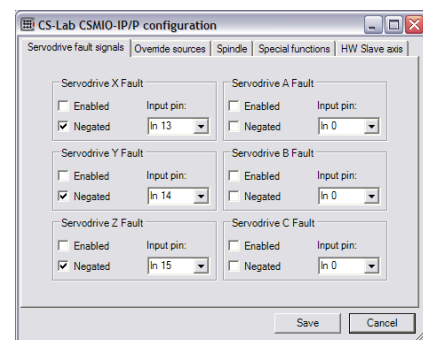 CS-Lab CSMIO-IP/P configuration
Servodrive fault signals Override sources Spindle Special functions HW Slave axis
Servodrive X Fault Servodrive A Fault
Enabled Input pin: Enabled Input pin:
Negated In 13 Negated In 0
Servodrive Y Fault Servodrive B Fault
Enabled Input pin: Enabled Input pin:
Negated In 14 Negated In 0
Servodrive Z Fault Servodrive C Fault
Enabled Input pin: Enabled Input pin:
Negated In 15 Negated In 0
Save Cancel